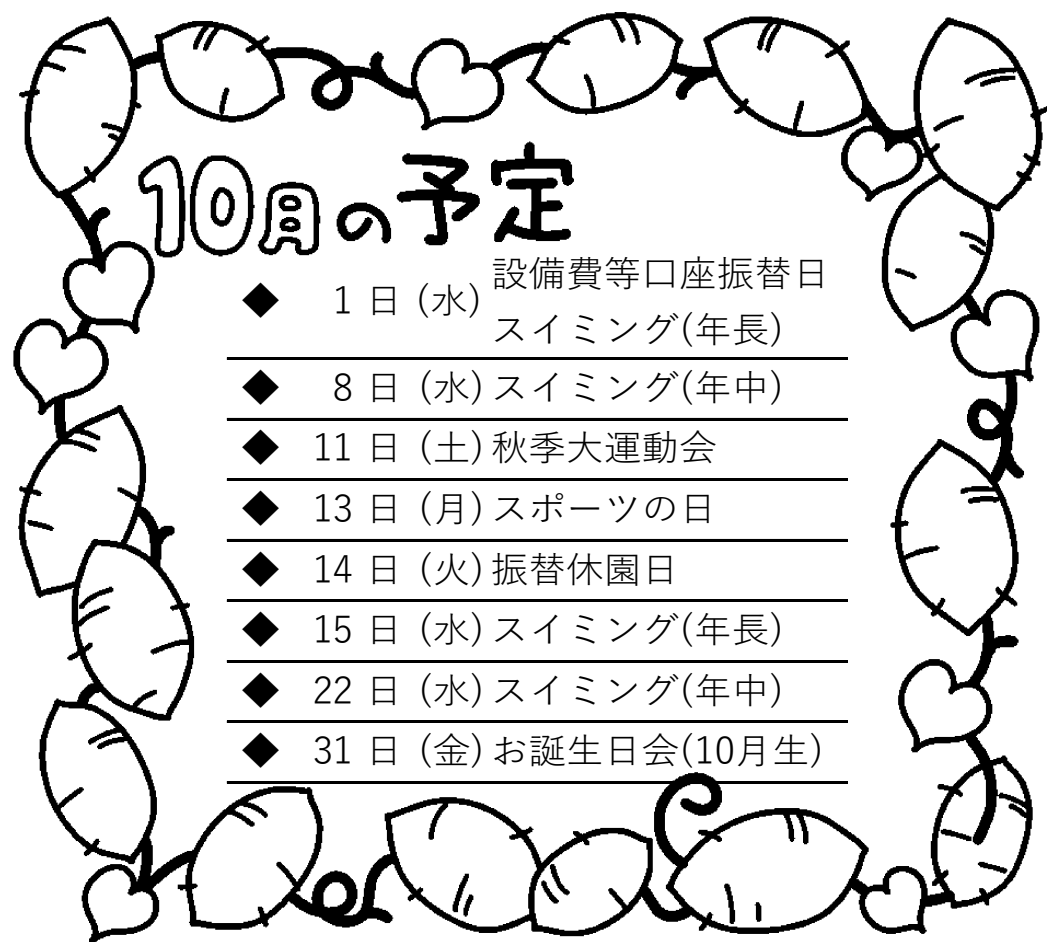 10月の予定
◆ 1日(水) 設備費等口座振替日
スイミング(年長)
◆ 8日(水) スイミング(年中)
◆ 11日(土) 秋季大運動会
◆ 13日(月) スポーツの日
◆ 14日(火) 振替休園日
◆ 15日(水) スイミング(年長)
◆ 22日(水) スイミング(年中)
◆ 31日(金) お誕生日会(10月生)